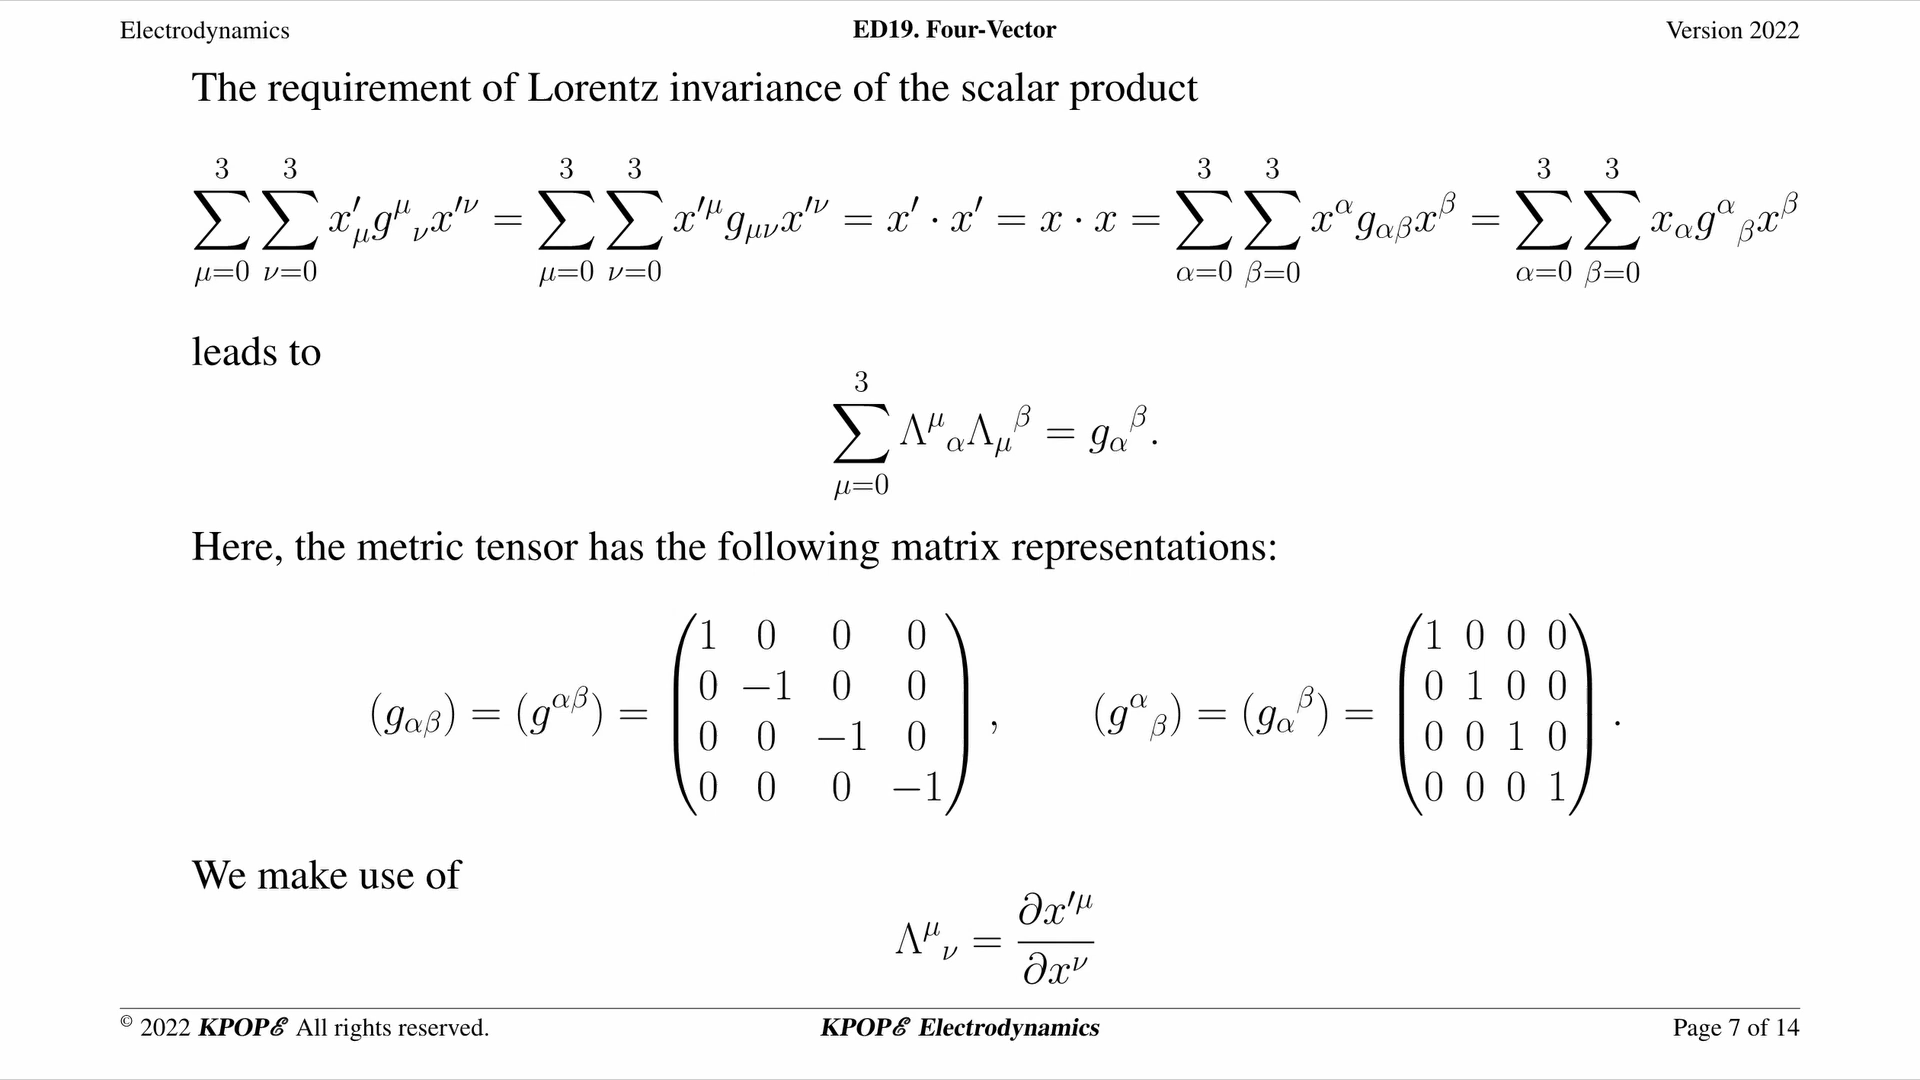 Electrodynamics ED19. Four-Vector Version 2022
The requirement of Lorentz invariance of the scalar product
$\sum_{\mu=0}^{3}\sum_{\nu=0}^{3} x'_{\mu} g^{\mu}{}_{\nu} x'^{\nu} = \sum_{\mu=0}^{3}\sum_{\nu=0}^{3} x'^{\mu} g_{\mu\nu} x'^{\nu} = x' \cdot x' = x \cdot x = \sum_{\alpha=0}^{3}\sum_{\beta=0}^{3} x^{\alpha} g_{\alpha\beta} x^{\beta} = \sum_{\alpha=0}^{3}\sum_{\beta=0}^{3} x_{\alpha} g^{\alpha}{}_{\beta} x^{\beta}$
leads to
$\sum_{\mu=0}^{3} \Lambda^{\mu}{}_{\alpha} \Lambda_{\mu}{}^{\beta} = g_{\alpha}{}^{\beta}.$
Here, the metric tensor has the following matrix representations:
$(g_{\alpha\beta}) = (g^{\alpha\beta}) = \begin{pmatrix} 1 & 0 & 0 & 0 \\ 0 & -1 & 0 & 0 \\ 0 & 0 & -1 & 0 \\ 0 & 0 & 0 & -1 \end{pmatrix}, \quad (g^{\alpha}{}_{\beta}) = (g_{\alpha}{}^{\beta}) = \begin{pmatrix} 1 & 0 & 0 & 0 \\ 0 & 1 & 0 & 0 \\ 0 & 0 & 1 & 0 \\ 0 & 0 & 0 & 1 \end{pmatrix}.$
We make use of
$\Lambda^{\mu}{}_{\nu} = \frac{\partial x'^{\mu}}{\partial x^{\nu}}$
© 2022 KPOPℰ All rights reserved. KPOPℰ Electrodynamics Page 7 of 14